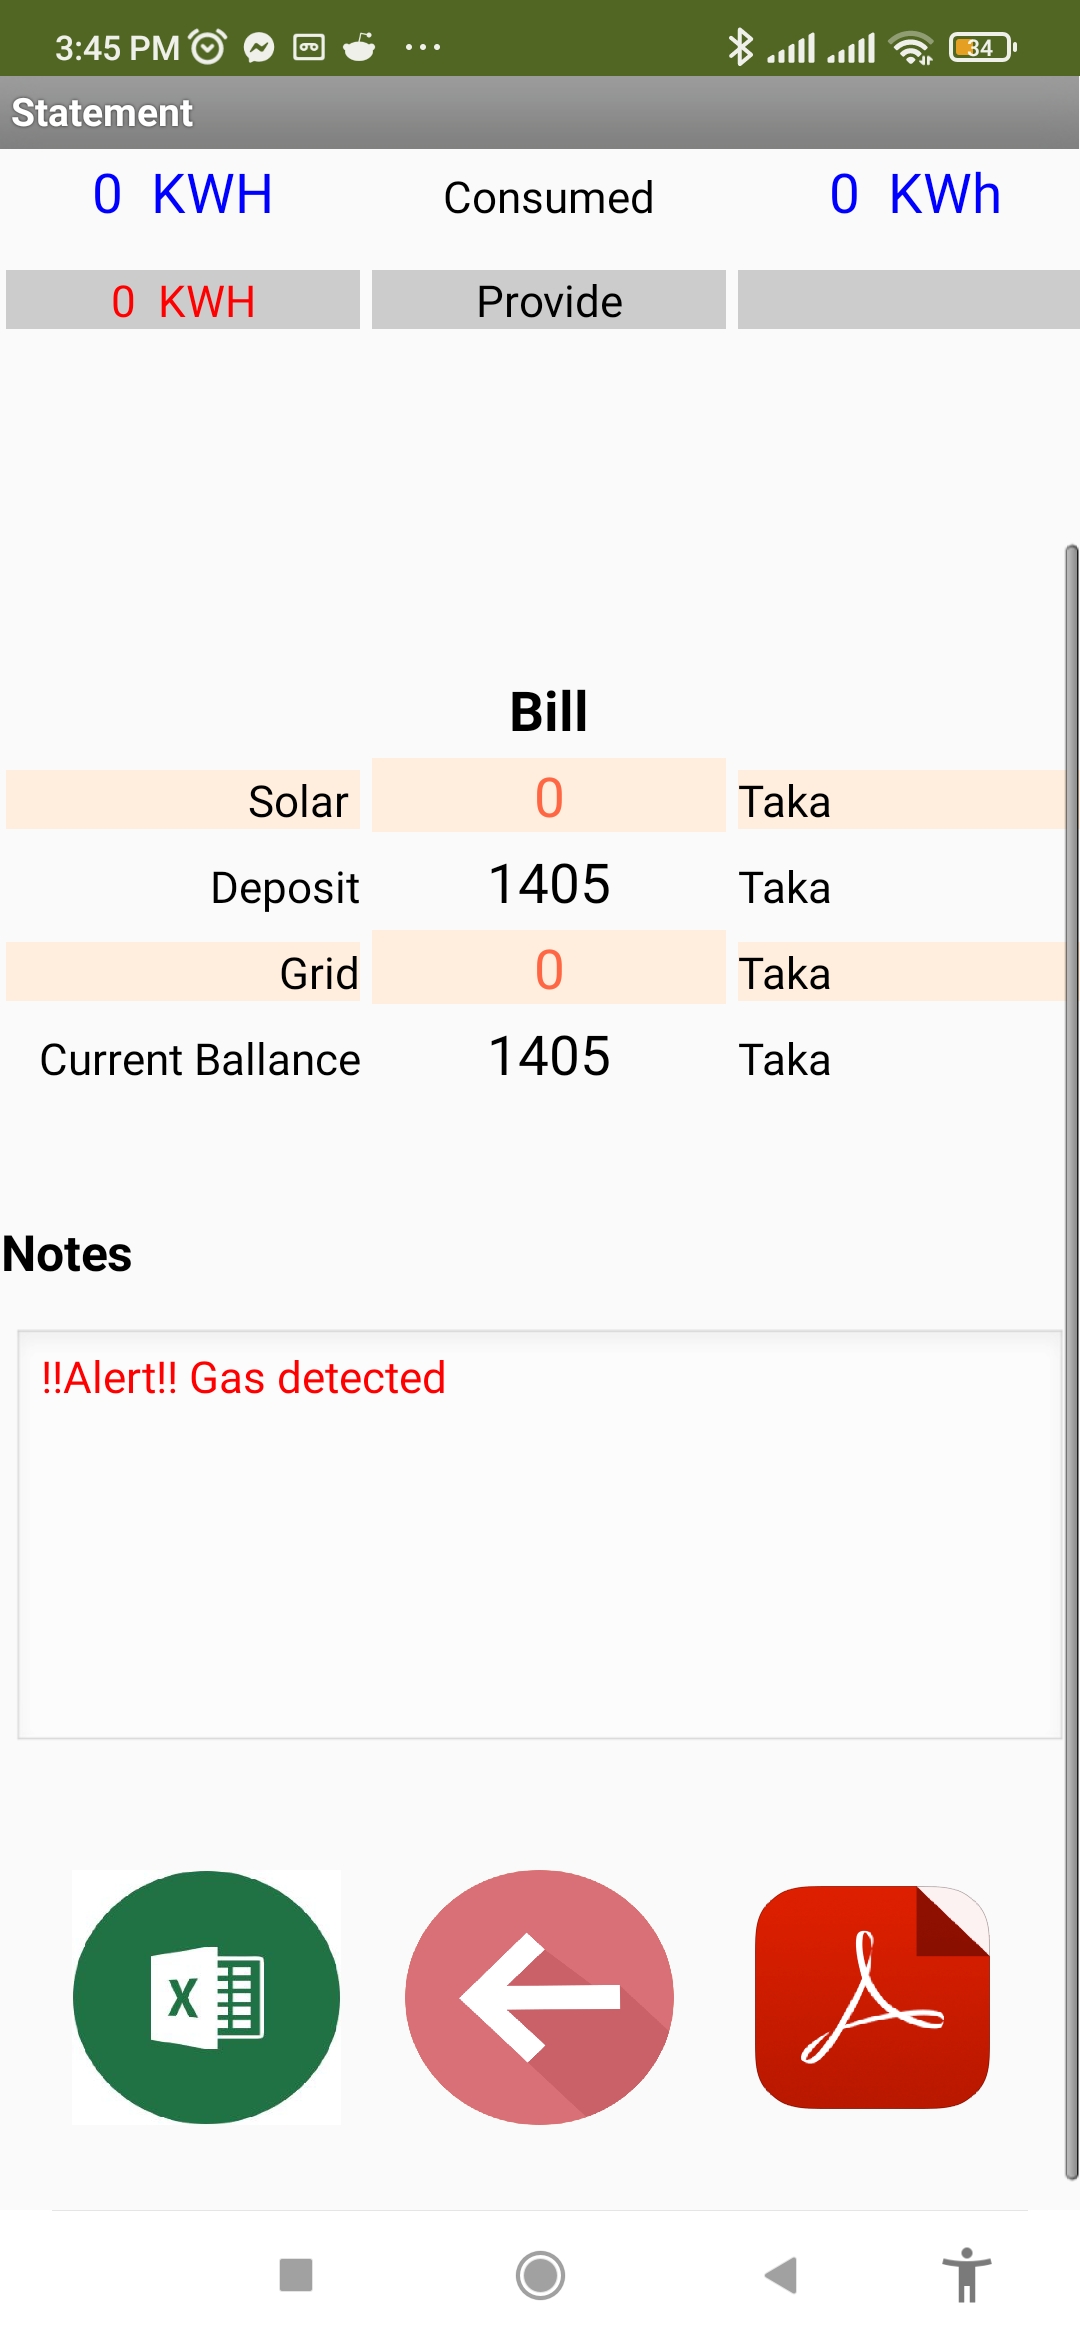 3:45 PM
34
Statement
0 KWH Consumed 0 KWh
0 KWH Provide
Bill
Solar 0 Taka
Deposit 1405 Taka
Grid 0 Taka
Current Ballance 1405 Taka
Notes
!!Alert!! Gas detected
X